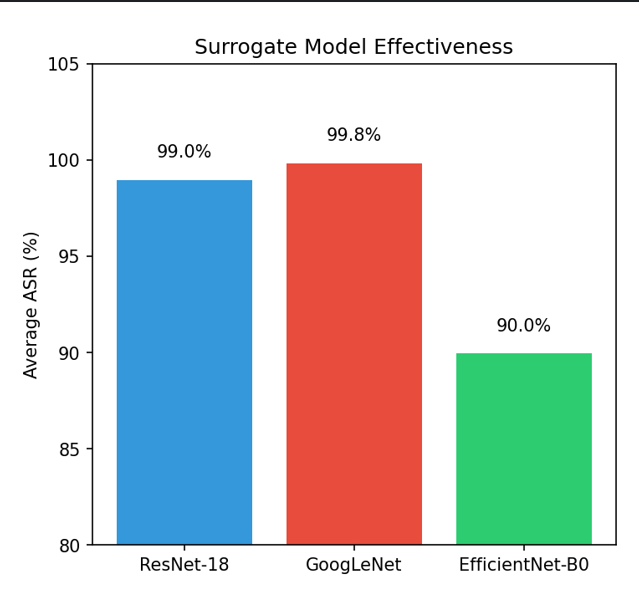 Surrogate Model Effectiveness
Average ASR (%)
105
100
95
90
85
80
99.0%
99.8%
90.0%
ResNet-18
GoogLeNet
EfficientNet-B0